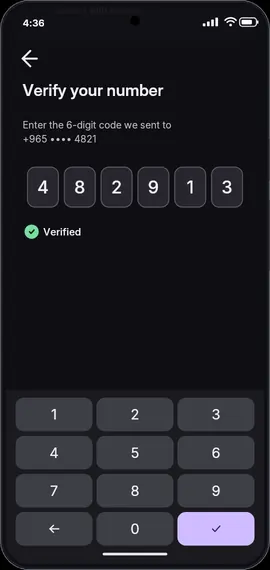 4:36
Verify your number
Enter the 6-digit code we sent to
+965 •••• 4821
4 8 2 9 1 3
Verified
1 2 3
4 5 6
7 8 9
0